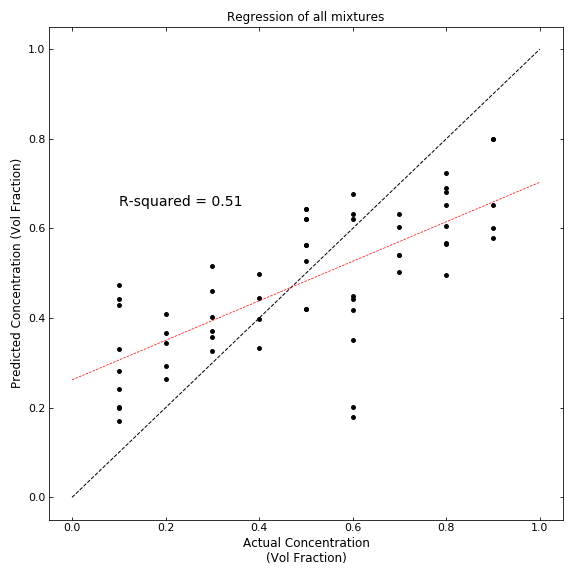 Regression of all mixtures
1.0
0.8
0.6
0.4
0.2
0.0
Predicted Concentration (Vol Fraction)
R-squared = 0.51
0.0 0.2 0.4 0.6 0.8 1.0
Actual Concentration
(Vol Fraction)